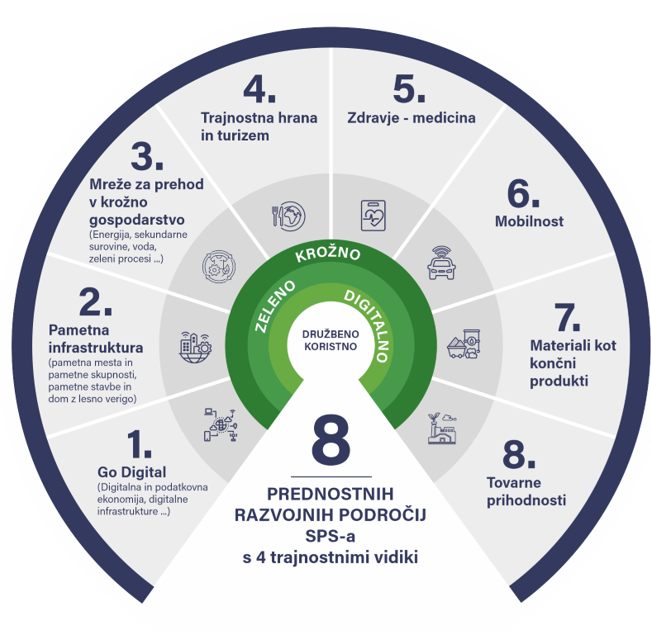 1.
Go Digital
(Digitalna in podatkovna
ekonomija, digitalne
infrastrukture ...)
2.
Pametna
infrastruktura
(pametna mesta in
pametne skupnosti,
pametne stavbe in
dom z lesno verigo)
3.
Mreže za prehod
v krožno
gospodarstvo
(Energija, sekundarne
surovine, voda,
zeleni procesi ...)
4.
Trajnostna hrana
in turizem
5.
Zdravje - medicina
6.
Mobilnost
7.
Materiali kot
končni
produkti
8.
Tovarne
prihodnosti
KROŽNO
ZELENO
DIGITALNO
DRUŽBENO
KORISTNO
8
PREDNOSTNIH
RAZVOJNIH PODROČIJ
SPS-a
s 4 trajnostnimi vidiki